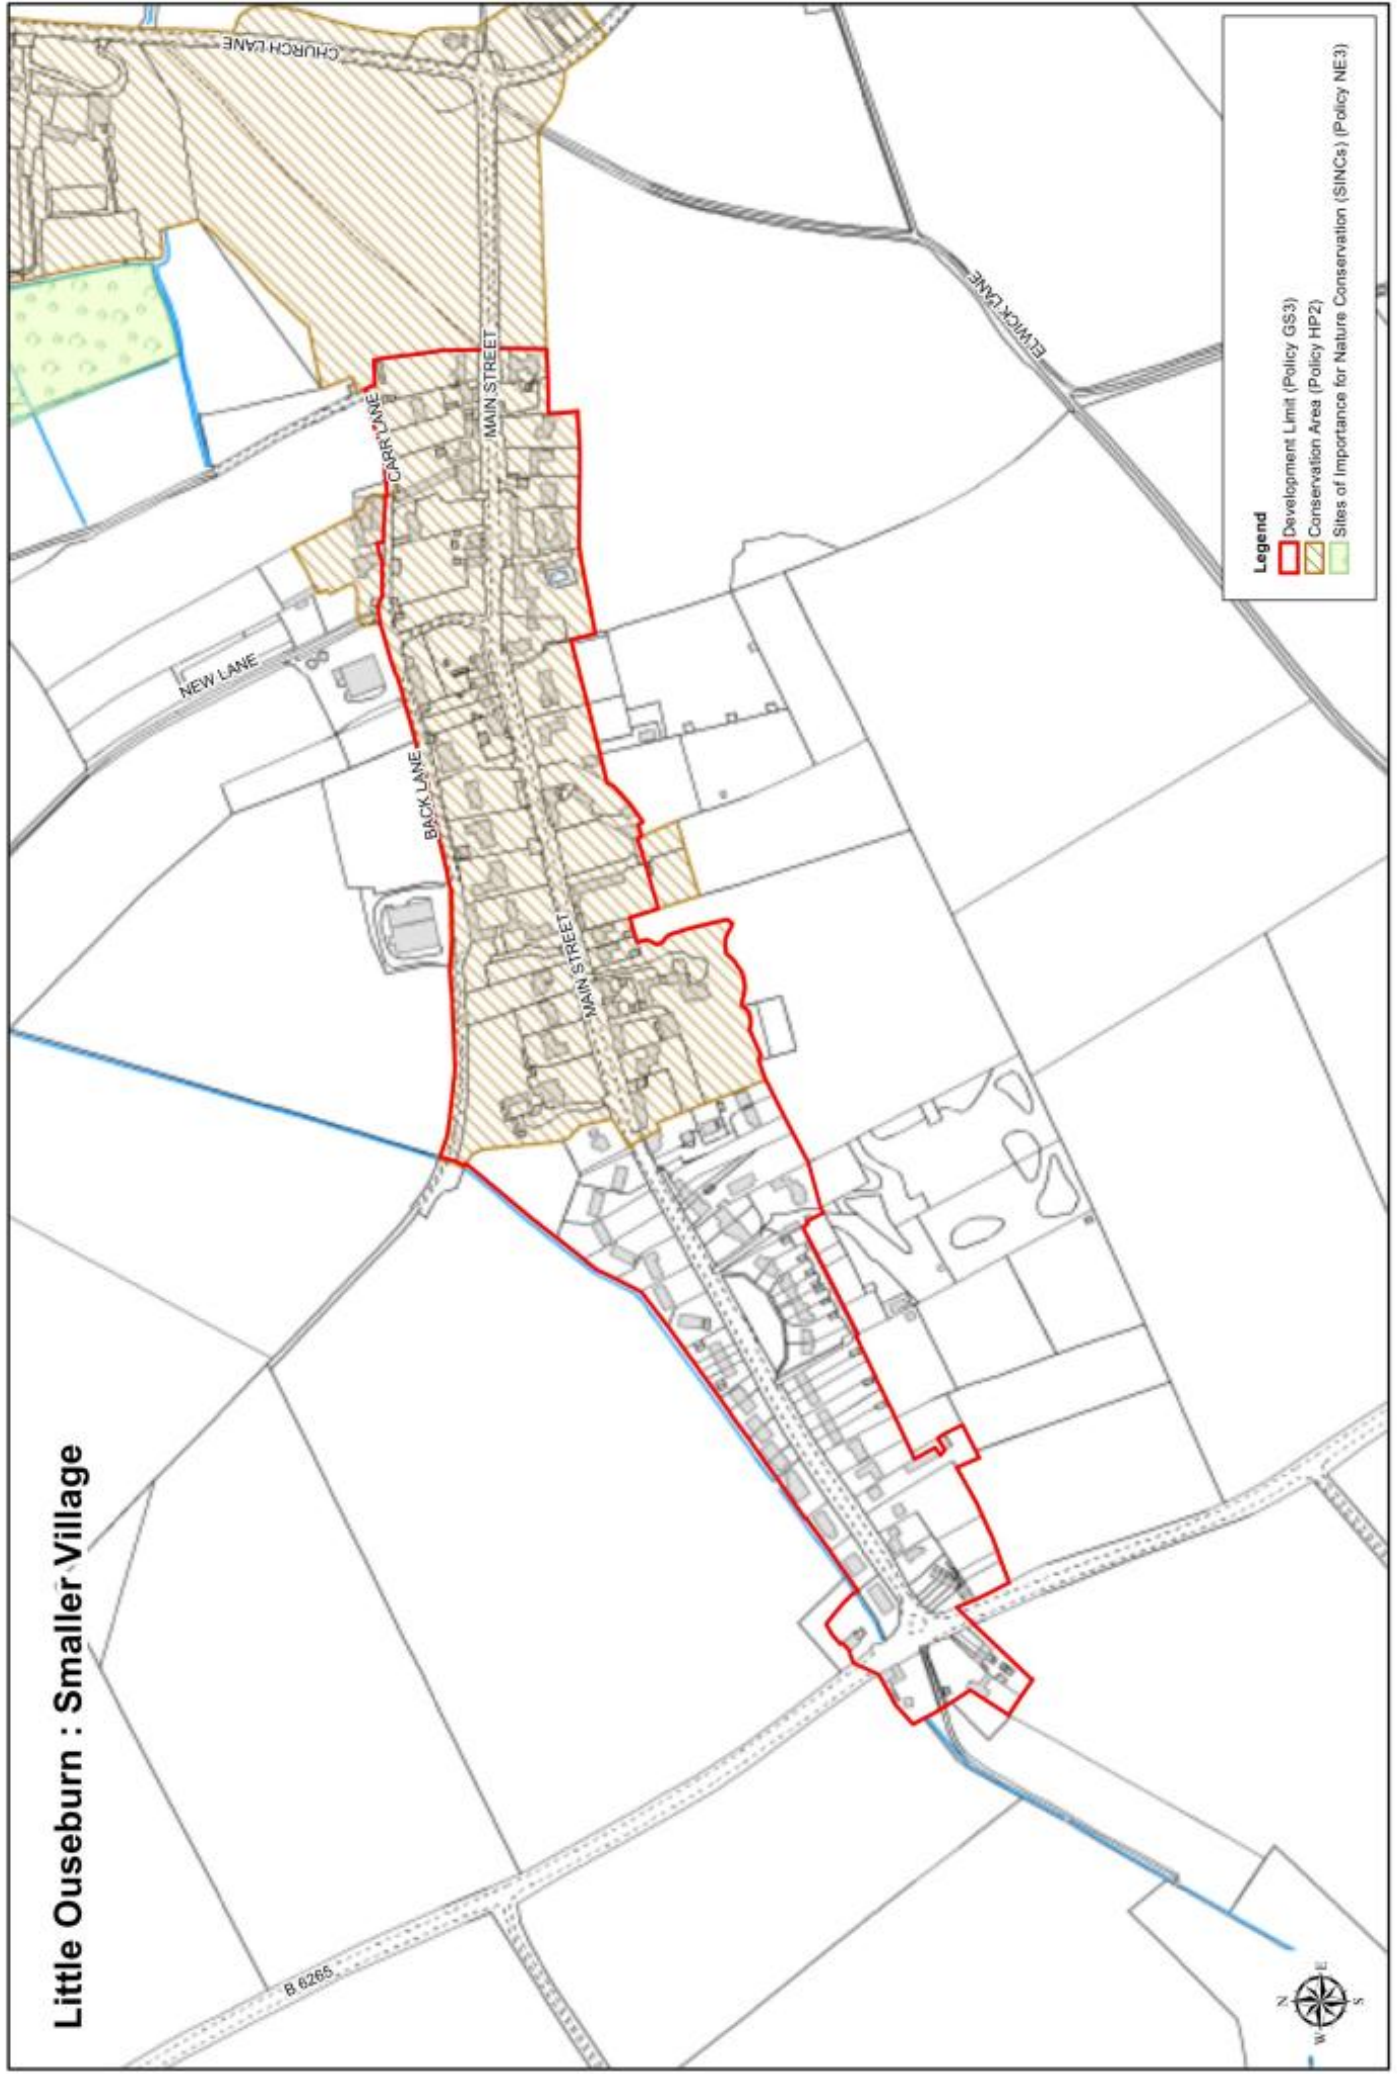 Little Ouseburn : Smaller Village
CHURCH LANE
MAIN STREET
CARR LANE
ELWICK LANE
NEW LANE
BACK LANE
MAIN STREET
B 6265
Legend
Development Limit (Policy GS3)
Conservation Area (Policy HP2)
Sites of Importance for Nature Conservation (SINCs) (Policy NE3)
N
W
E
S